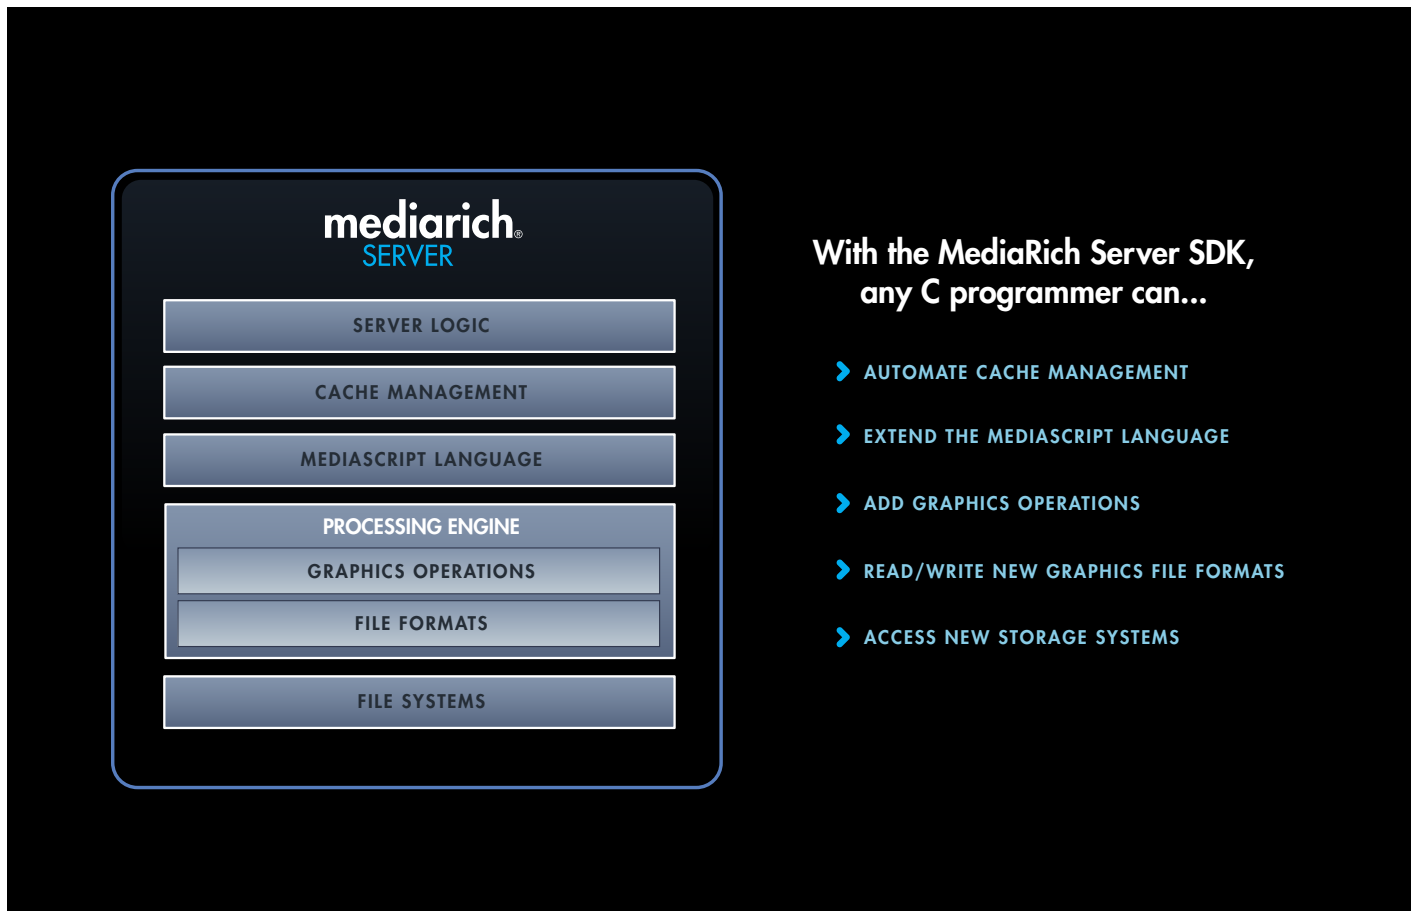 mediarich®
SERVER
SERVER LOGIC
CACHE MANAGEMENT
MEDIASCRIPT LANGUAGE
PROCESSING ENGINE
GRAPHICS OPERATIONS
FILE FORMATS
FILE SYSTEMS
With the MediaRich Server SDK,
any C programmer can...
AUTOMATE CACHE MANAGEMENT
EXTEND THE MEDIASCRIPT LANGUAGE
ADD GRAPHICS OPERATIONS
READ/WRITE NEW GRAPHICS FILE FORMATS
ACCESS NEW STORAGE SYSTEMS